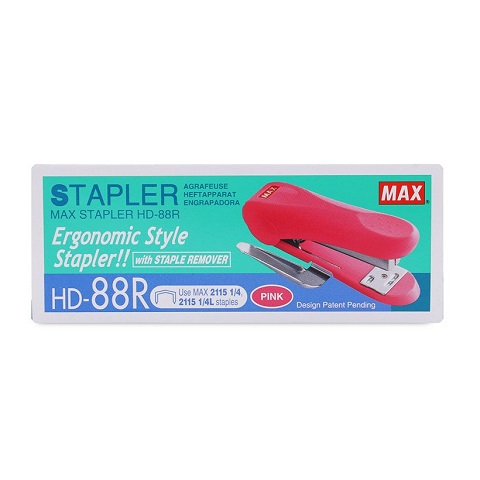 STAPLER
AGRAFEUSE
HEFTAPPARAT
ENGRAPADORA
MAX STAPLER HD-88R
MAX
Ergonomic Style
Stapler!! with STAPLE REMOVER
HD-88R
Use MAX 2115 1/4,
2115 1/4L staples
PINK
Design Patent Pending